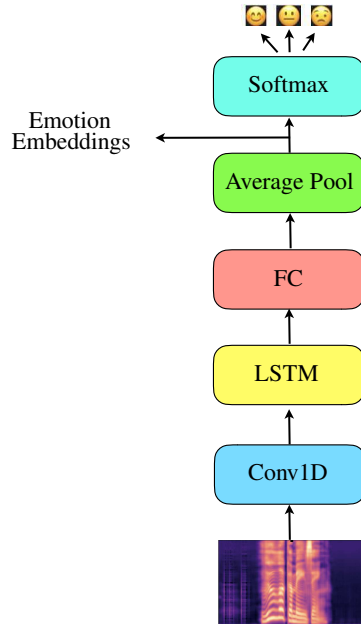 Softmax
Emotion
Embeddings
Average Pool
FC
LSTM
Conv1D